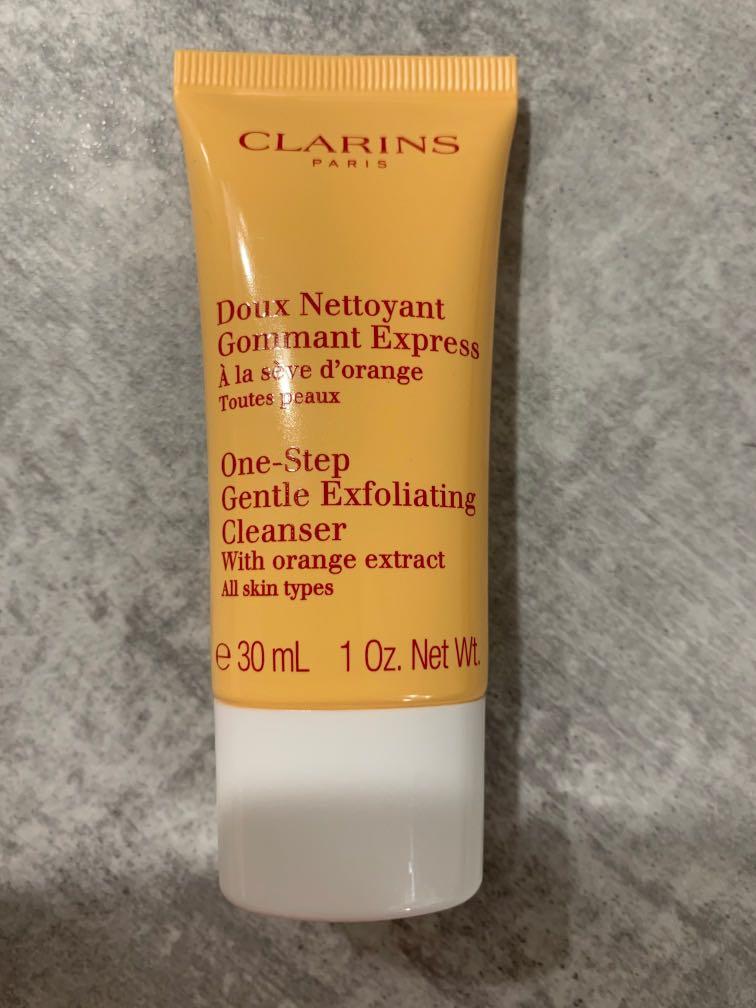 CLARINS
PARIS
Doux Nettoyant
Gommant Express
À la sève d'orange
Toutes peaux
One-Step
Gentle Exfoliating
Cleanser
With orange extract
All skin types
℮ 30 mL 1 Oz. Net Wt.